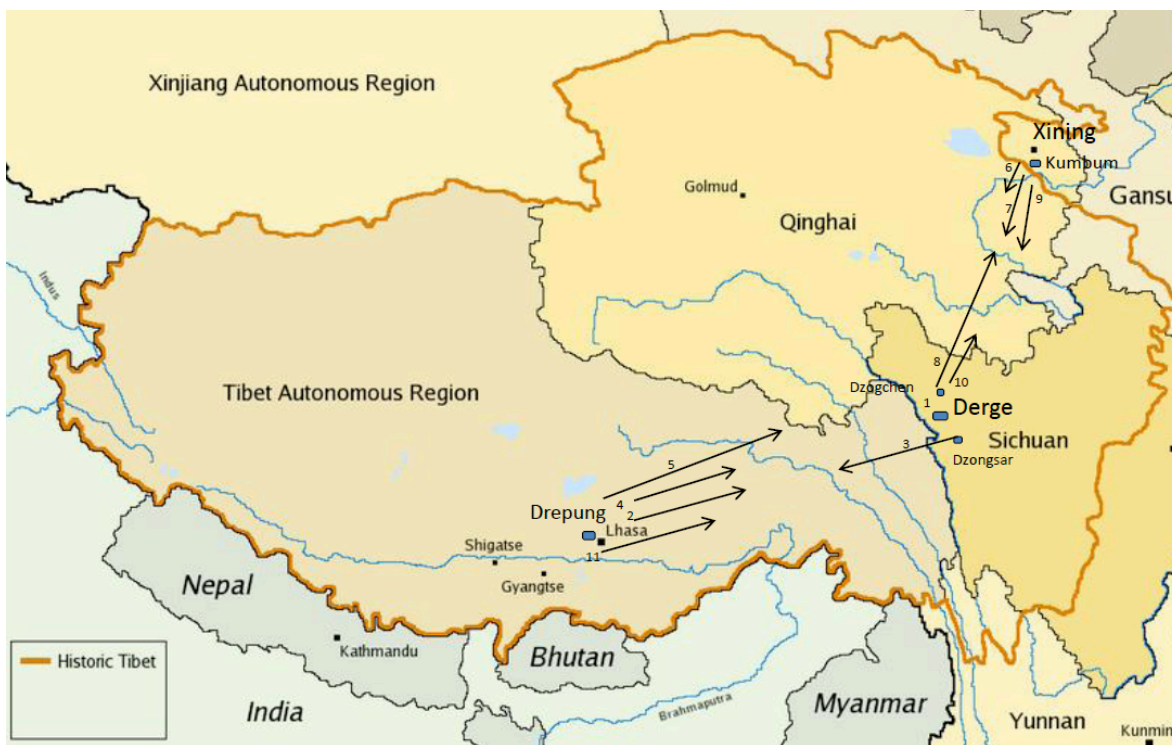 Xinjiang Autonomous Region
Xining
Kumbum
6
7
9
Gansu
Golmud
Qinghai
Indus
Tibet Autonomous Region
8
10
Dzogchen
1
Derge
Sichuan
3
Dzongsar
5
4
2
Drepung
Lhasa
11
Shigatse
Gyangtse
Nepal
Kathmandu
Bhutan
Historic Tibet
India
Brahmaputra
Myanmar
Yunnan
Kunmin